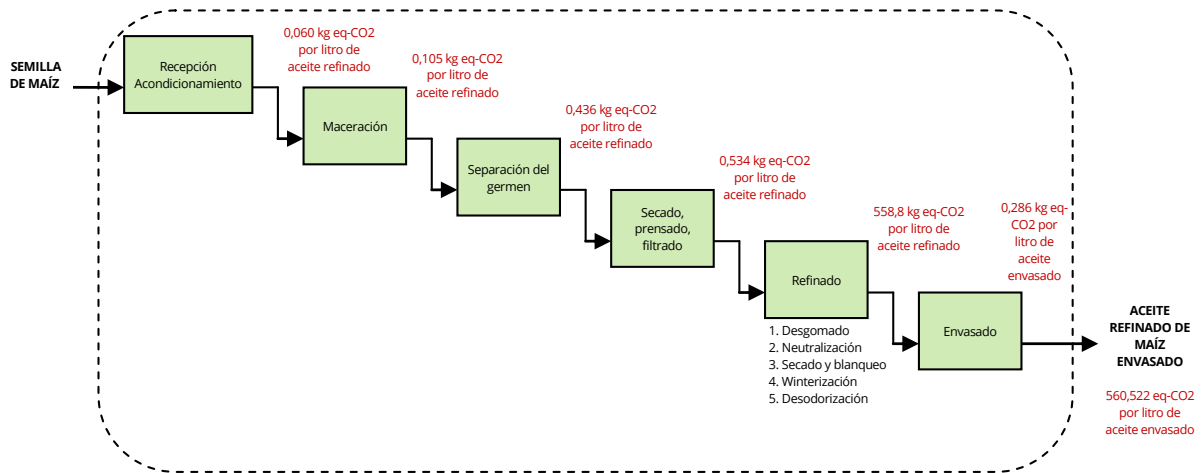 SEMILLA
DE MAÍZ
Recepción
Acondicionamiento
0,060 kg eq-CO2
por litro de
aceite refinado
Maceración
0,105 kg eq-CO2
por litro de
aceite refinado
Separación del
germen
0,436 kg eq-CO2
por litro de
aceite refinado
Secado,
prensado,
filtrado
0,534 kg eq-CO2
por litro de
aceite refinado
Refinado
1. Desgomado
2. Neutralización
3. Secado y blanqueo
4. Winterización
5. Desodorización
558,8 kg eq-CO2
por litro de
aceite refinado
Envasado
0,286 kg eq-
CO2 por
litro de
aceite
envasado
ACEITE
REFINADO DE
MAÍZ
ENVASADO
560,522 eq-CO2
por litro de
aceite envasado